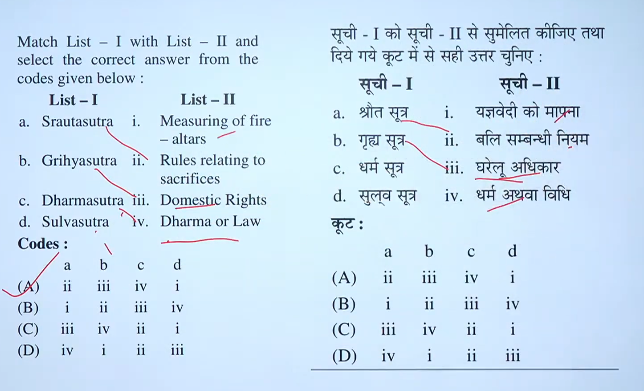 Match List – I with List – II and
select the correct answer from the
codes given below :
List – I List – II
a. Srautasutra i. Measuring of fire
– altars
b. Grihyasutra ii. Rules relating to
sacrifices
c. Dharmasutra iii. Domestic Rights
d. Sulvasutra iv. Dharma or Law
Codes :
a b c d
(A) ii iii iv i
(B) i ii iii iv
(C) iii iv ii i
(D) iv i ii iii
सूची - I को सूची - II से सुमेलित कीजिए तथा
दिये गये कूट में से सही उत्तर चुनिए :
सूची – I सूची – II
a. श्रौत सूत्र i. यज्ञवेदी को मापना
b. गृह्य सूत्र ii. बलि सम्बन्धी नियम
c. धर्म सूत्र iii. घरेलू अधिकार
d. सुल्व सूत्र iv. धर्म अथवा विधि
कूट :
a b c d
(A) ii iii iv i
(B) i ii iii iv
(C) iii iv ii i
(D) iv i ii iii